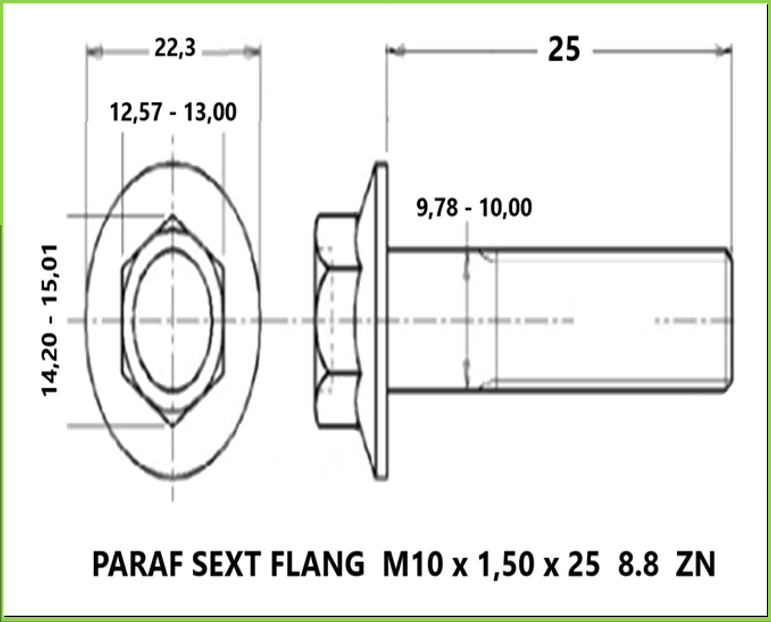 22,3
25
12,57 - 13,00
9,78 - 10,00
14,20 - 15,01
PARAF SEXT FLANG M10 x 1,50 x 25 8.8 ZN